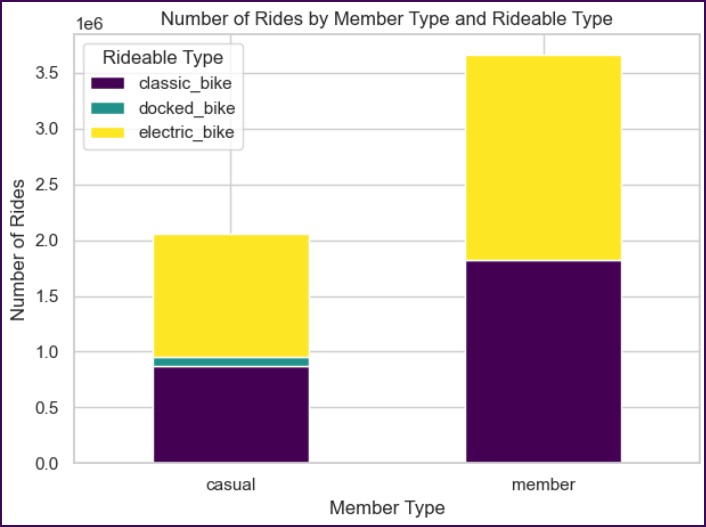 Number of Rides by Member Type and Rideable Type
1e6
Rideable Type
classic_bike
docked_bike
electric_bike
3.5
3.0
2.5
2.0
1.5
1.0
0.5
0.0
Number of Rides
casual
member
Member Type